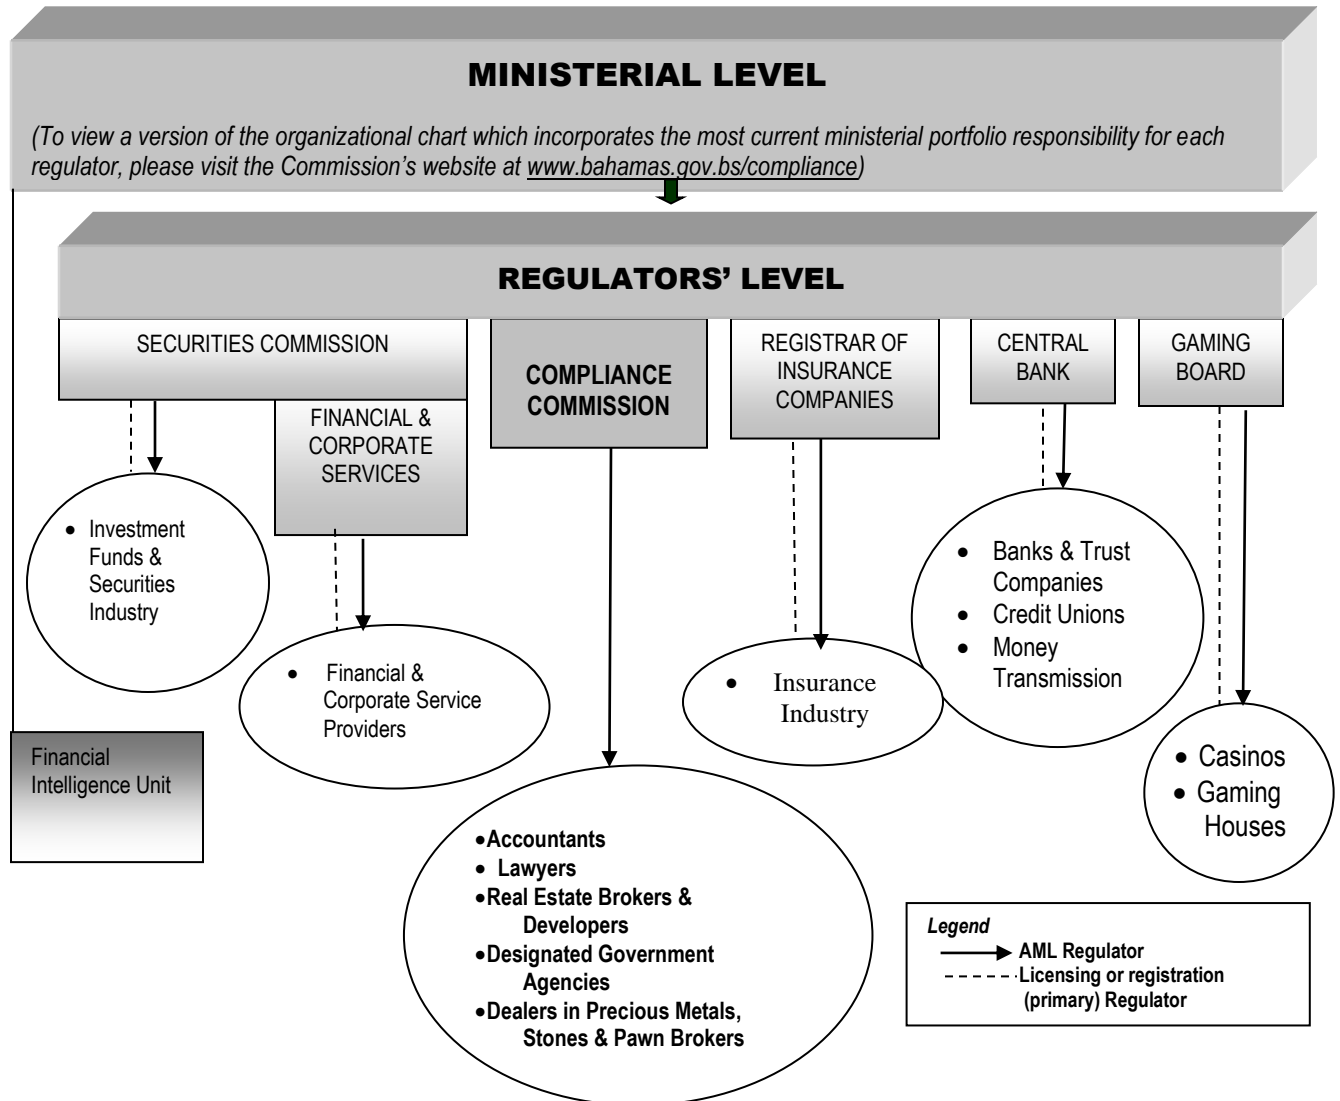 MINISTERIAL LEVEL
(To view a version of the organizational chart which incorporates the most current ministerial portfolio responsibility for each
regulator, please visit the Commission's website at www.bahamas.gov.bs/compliance)
REGULATORS' LEVEL
SECURITIES COMMISSION
FINANCIAL &
CORPORATE
SERVICES
COMPLIANCE
COMMISSION
REGISTRAR OF
INSURANCE
COMPANIES
CENTRAL
BANK
GAMING
BOARD
• Investment
Funds &
Securities
Industry
• Financial &
Corporate Service
Providers
• Insurance
Industry
• Banks & Trust
Companies
• Credit Unions
• Money
Transmission
• Casinos
• Gaming
Houses
Financial
Intelligence Unit
•Accountants
• Lawyers
•Real Estate Brokers &
Developers
•Designated Government
Agencies
•Dealers in Precious Metals,
Stones & Pawn Brokers
Legend
AML Regulator
Licensing or registration
(primary) Regulator